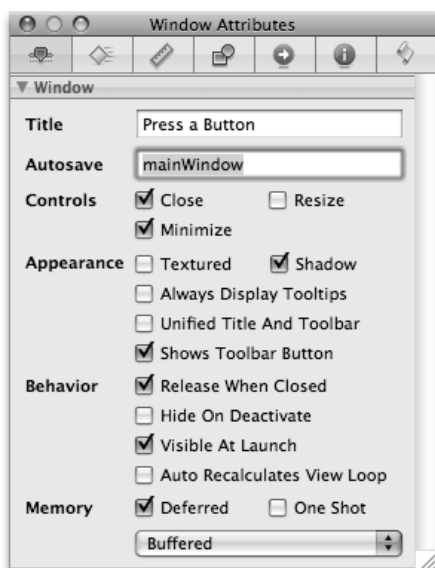 Window Attributes
Window
Title Press a Button
Autosave mainWindow
Controls Close Resize
Minimize
Appearance Textured Shadow
Always Display Tooltips
Unified Title And Toolbar
Shows Toolbar Button
Behavior Release When Closed
Hide On Deactivate
Visible At Launch
Auto Recalculates View Loop
Memory Deferred One Shot
Buffered